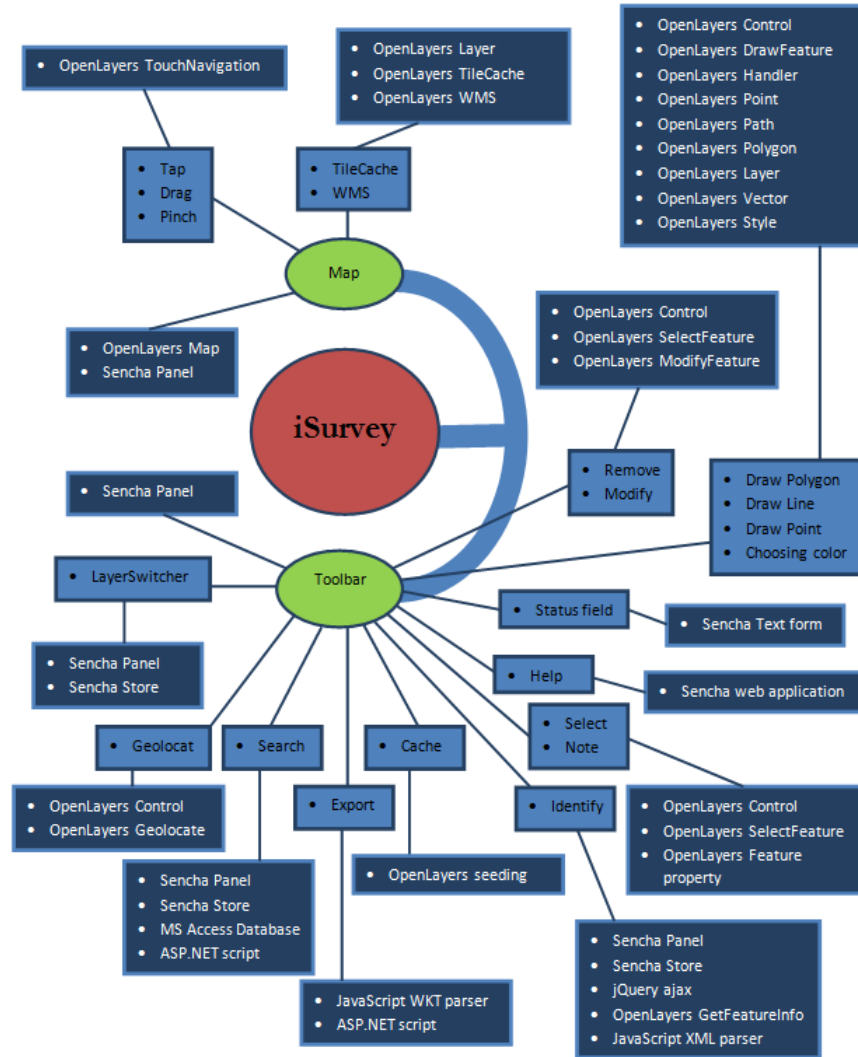 • OpenLayers TouchNavigation
• OpenLayers Layer
• OpenLayers TileCache
• OpenLayers WMS
• OpenLayers Control
• OpenLayers DrawFeature
• OpenLayers Handler
• OpenLayers Point
• OpenLayers Path
• OpenLayers Polygon
• OpenLayers Layer
• OpenLayers Vector
• OpenLayers Style
• Tap
• Drag
• Pinch
• TileCache
• WMS
Map
• OpenLayers Map
• Sencha Panel
• OpenLayers Control
• OpenLayers SelectFeature
• OpenLayers ModifyFeature
iSurvey
• Remove
• Modify
• Draw Polygon
• Draw Line
• Draw Point
• Choosing color
• Sencha Panel
Toolbar
• LayerSwitcher
• Sencha Panel
• Sencha Store
• Status field
• Sencha Text form
• Help
• Sencha web application
• Select
• Note
• OpenLayers Control
• OpenLayers SelectFeature
• OpenLayers Feature
property
• Geolocat
• OpenLayers Control
• OpenLayers Geolocate
• Search
• Sencha Panel
• Sencha Store
• MS Access Database
• ASP.NET script
• Export
• JavaScript WKT parser
• ASP.NET script
• Cache
• OpenLayers seeding
• Identify
• Sencha Panel
• Sencha Store
• jQuery ajax
• OpenLayers GetFeatureInfo
• JavaScript XML parser